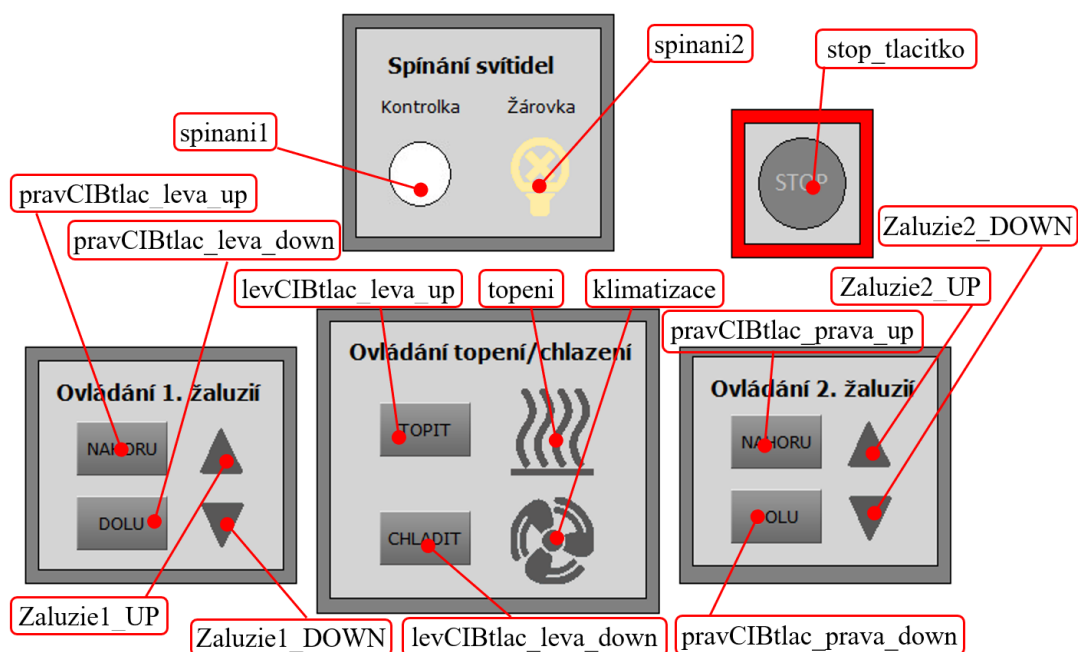 spinani2
stop_tlacitko
Spínání svítidel
Kontrolka
Žárovka
spinani1
STOP
pravCIBtlac_leva_up
pravCIBtlac_leva_down
Zaluzie2_DOWN
levCIBtlac_leva_up
topeni
klimatizace
Zaluzie2_UP
pravCIBtlac_prava_up
Ovládání topení/chlazení
Ovládání 1. žaluzií
Ovládání 2. žaluzií
TOPIT
NAHORU
NAHORU
DOLU
DOLU
CHLADIT
Zaluzie1_UP
Zaluzie1_DOWN
levCIBtlac_leva_down
pravCIBtlac_prava_down